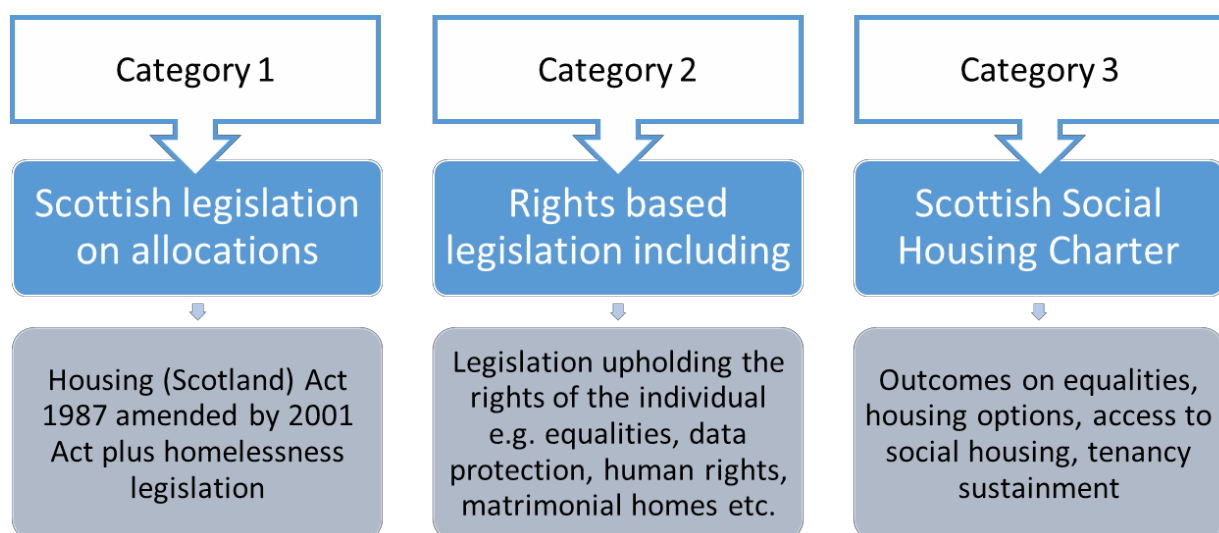 Category 1
Scottish legislation
on allocations
Housing (Scotland) Act
1987 amended by 2001
Act plus homelessness
legislation
Category 2
Rights based
legislation including
Legislation upholding the
rights of the individual
e.g. equalities, data
protection, human rights,
matrimonial homes etc.
Category 3
Scottish Social
Housing Charter
Outcomes on equalities,
housing options, access to
social housing, tenancy
sustainment